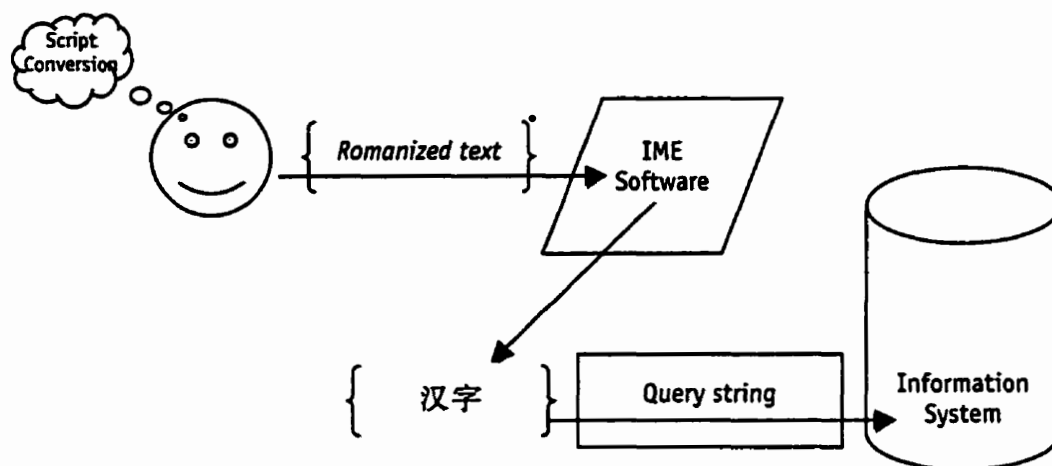 Script
Conversion
{ Romanized text }
IME
Software
{ 汉字 }
Query string
Information
System